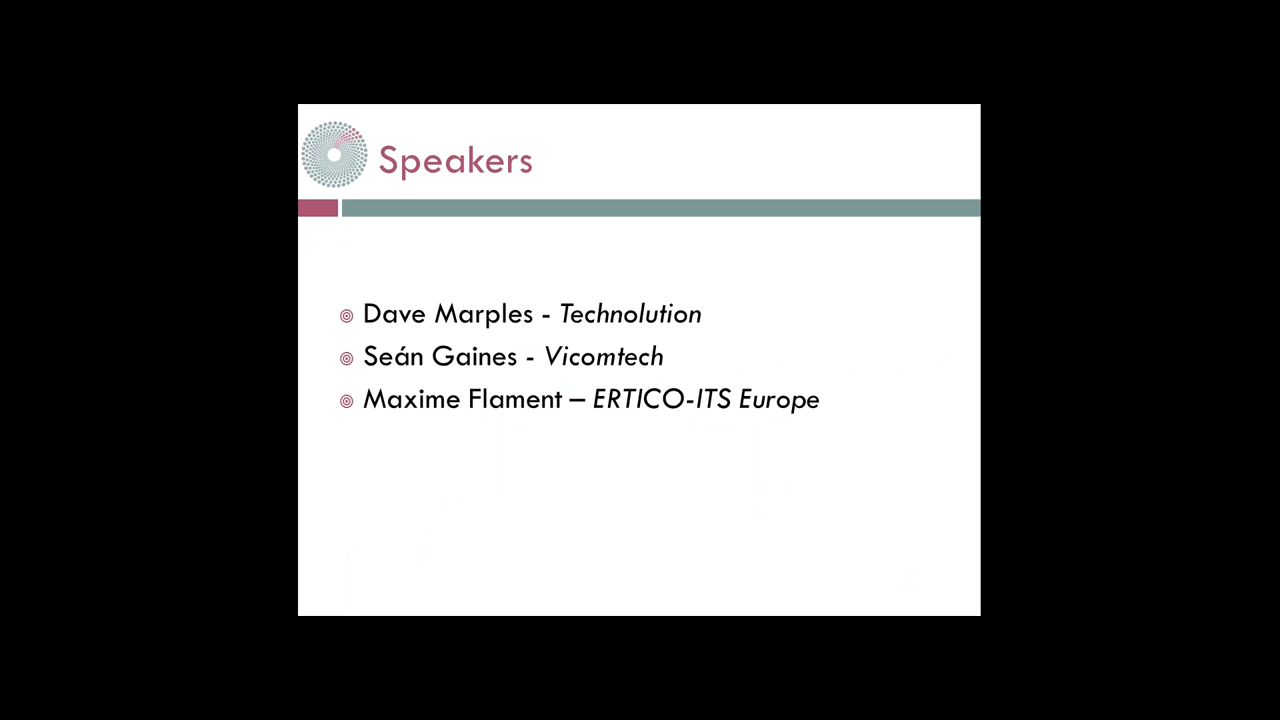 Speakers
Dave Marples - Technolution
Seán Gaines - Vicomtech
Maxime Flament – ERTICO-ITS Europe